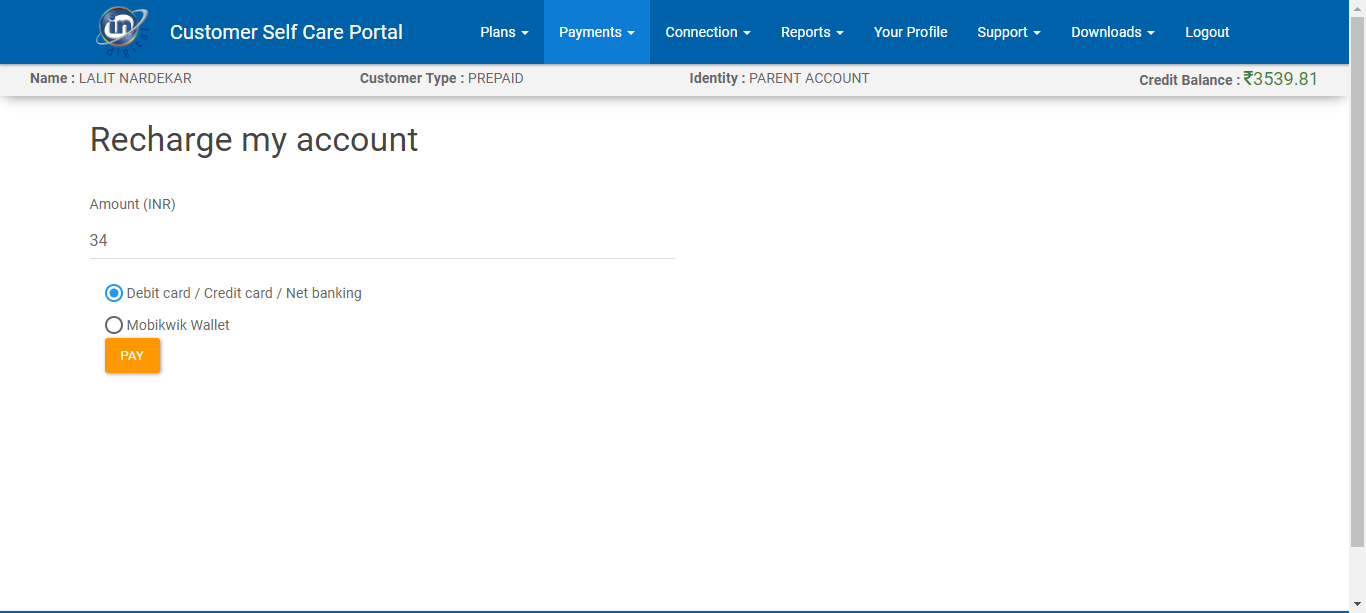 in
digital
Customer Self Care Portal
Plans
Payments
Connection
Reports
Your Profile
Support
Downloads
Logout
Name : LALIT NARDEKAR
Customer Type : PREPAID
Identity : PARENT ACCOUNT
Credit Balance : ₹3539.81
Recharge my account
Amount (INR)
34
Debit card / Credit card / Net banking
Mobikwik Wallet
PAY